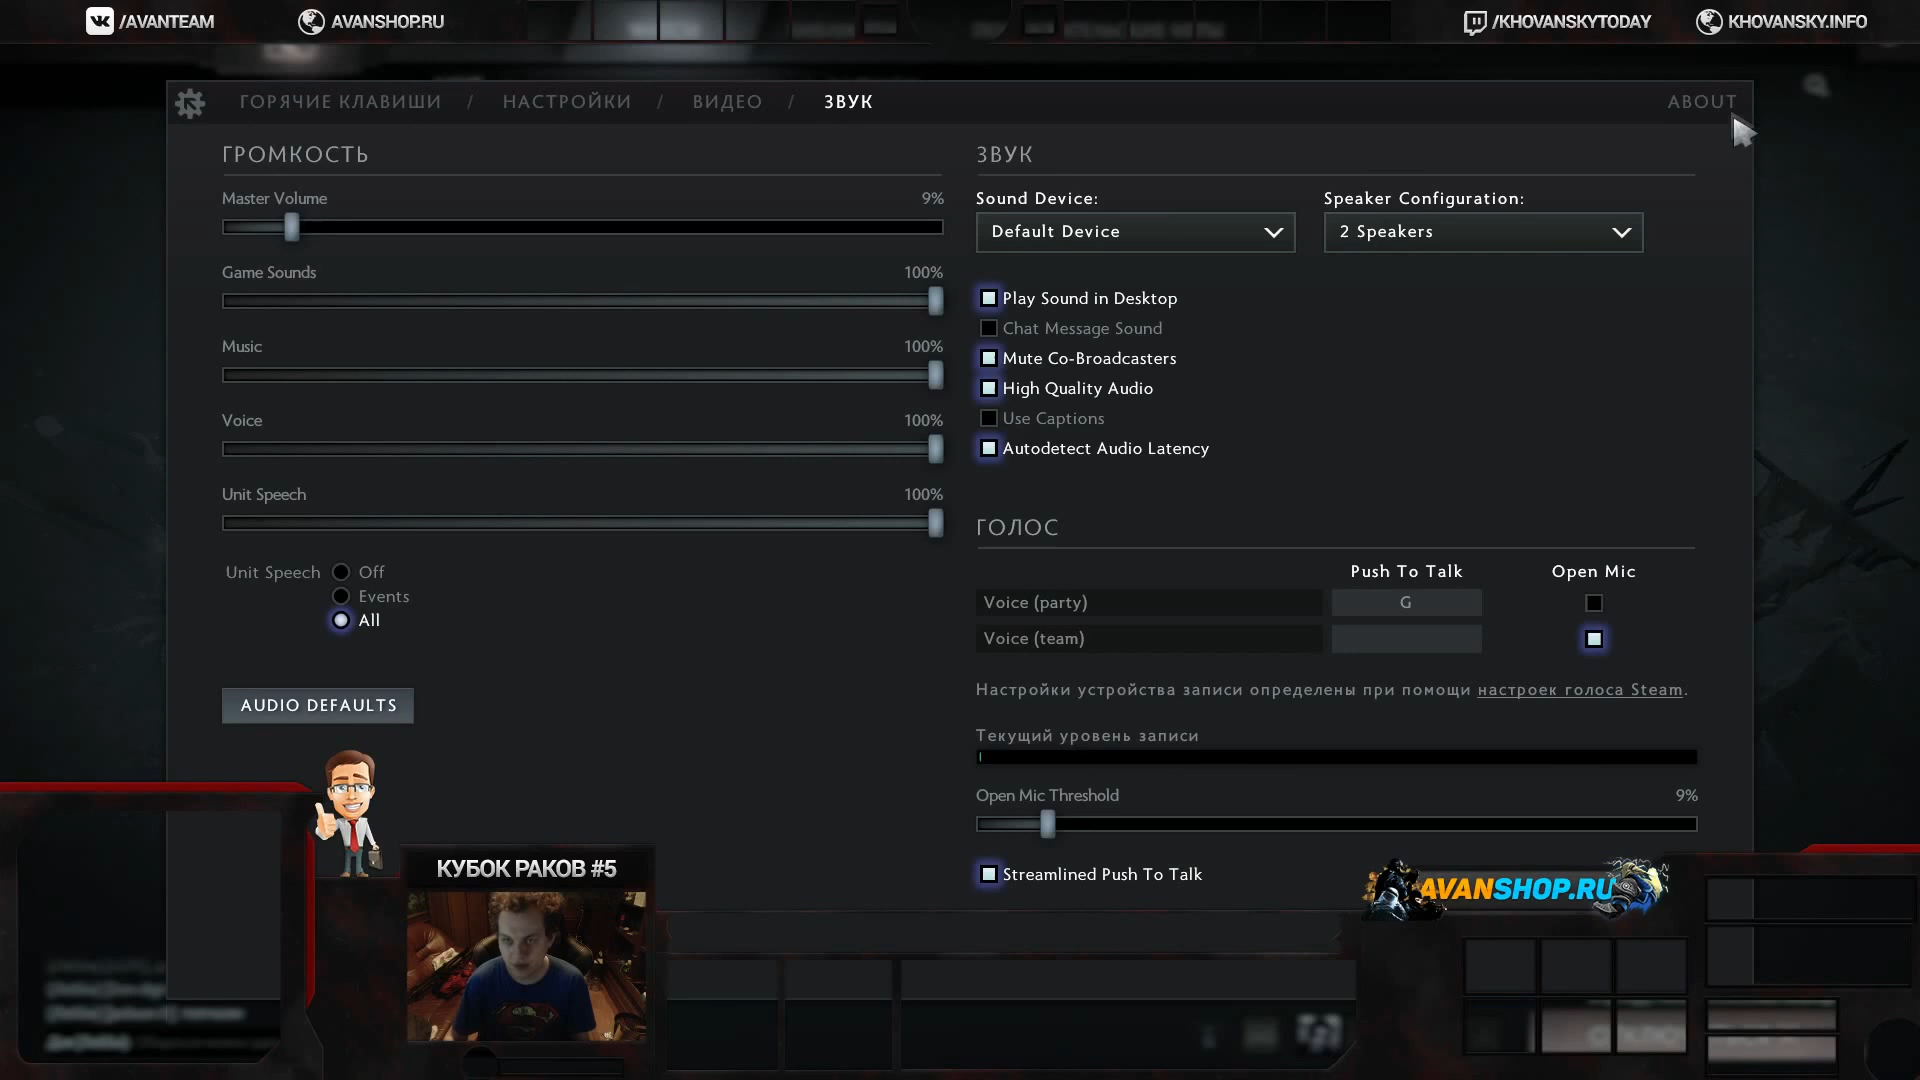 /AVANTEAM
AVANSHOP.RU
/KHOVANSKYTODAY
KHOVANSKY.INFO
ГОРЯЧИЕ КЛАВИШИ / НАСТРОЙКИ / ВИДЕО / ЗВУК
ABOUT
ГРОМКОСТЬ
Master Volume 9%
Game Sounds 100%
Music 100%
Voice 100%
Unit Speech 100%
Unit Speech Off
Events
All
AUDIO DEFAULTS
ЗВУК
Sound Device: Speaker Configuration:
Default Device 2 Speakers
Play Sound in Desktop
Chat Message Sound
Mute Co-Broadcasters
High Quality Audio
Use Captions
Autodetect Audio Latency
ГОЛОС
Push To Talk Open Mic
Voice (party) G
Voice (team)
Настройки устройства записи определены при помощи настроек голоса Steam.
Текущий уровень записи
Open Mic Threshold 9%
Streamlined Push To Talk
КУБОК РАКОВ #5
AVANSHOP.RU